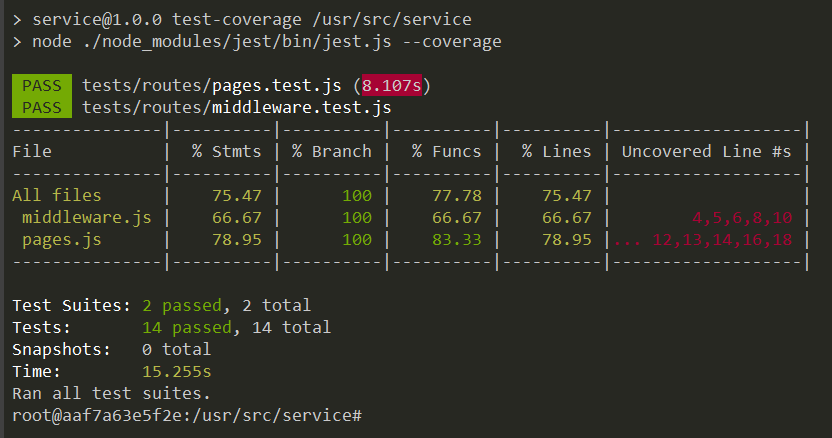 > service@1.0.0 test-coverage /usr/src/service
> node ./node_modules/jest/bin/jest.js --coverage
PASS tests/routes/pages.test.js (8.107s)
PASS tests/routes/middleware.test.js
---------------|----------|----------|----------|----------|-------------------|
File           |  % Stmts | % Branch |  % Funcs |  % Lines | Uncovered Line #s |
---------------|----------|----------|----------|----------|-------------------|
All files      |    75.47 |      100 |    77.78 |    75.47 |                   |
 middleware.js |    66.67 |      100 |    66.67 |    66.67 |        4,5,6,8,10 |
 pages.js      |    78.95 |      100 |    83.33 |    78.95 |... 12,13,14,16,18 |
---------------|----------|----------|----------|----------|-------------------|
Test Suites: 2 passed, 2 total
Tests:       14 passed, 14 total
Snapshots:   0 total
Time:        15.255s
Ran all test suites.
root@aaf7a63e5f2e:/usr/src/service#